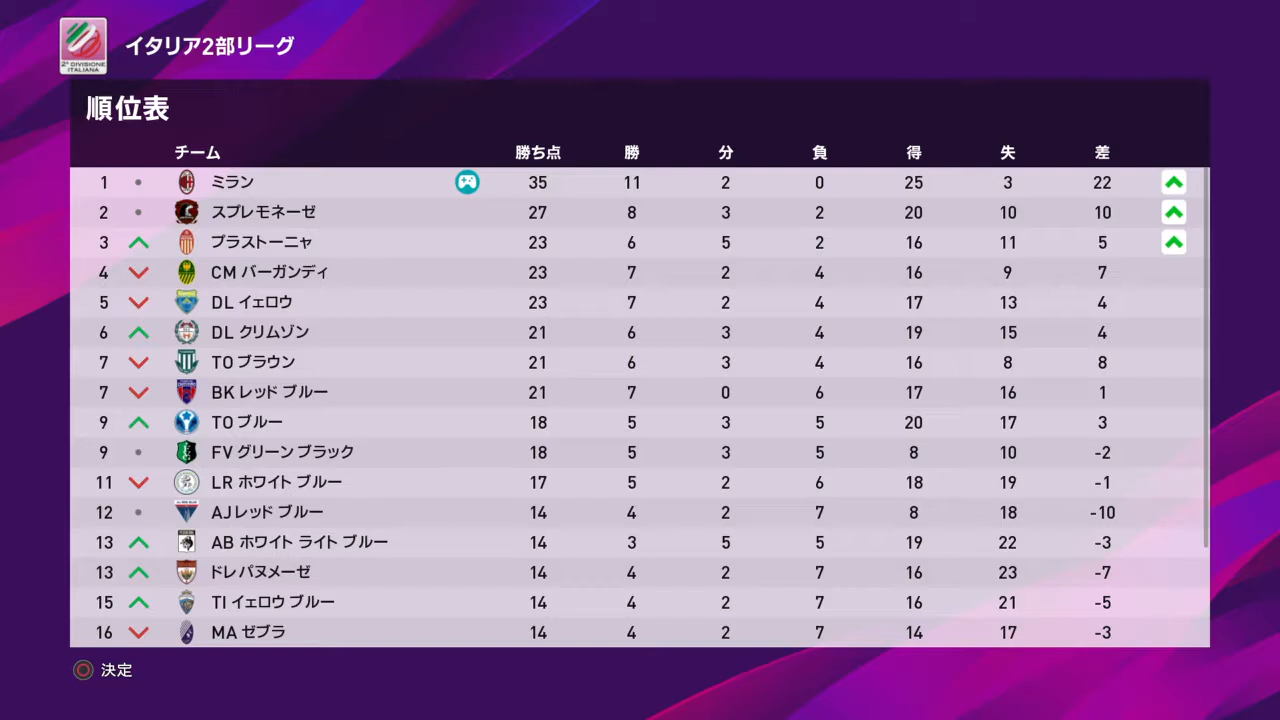 2ª DIVISIONE
ITALIANA
イタリア2部リーグ
順位表
チーム 勝ち点 勝 分 負 得 失 差
1 ミラン 35 11 2 0 25 3 22
2 スプレモネーゼ 27 8 3 2 20 10 10
3 プラストーニャ 23 6 5 2 16 11 5
4 CM バーガンディ 23 7 2 4 16 9 7
5 DL イェロウ 23 7 2 4 17 13 4
6 DL クリムゾン 21 6 3 4 19 15 4
7 TO ブラウン 21 6 3 4 16 8 8
7 BK レッド ブルー 21 7 0 6 17 16 1
9 TO ブルー 18 5 3 5 20 17 3
9 FV グリーン ブラック 18 5 3 5 8 10 -2
11 LR ホワイト ブルー 17 5 2 6 18 19 -1
12 AJ レッド ブルー 14 4 2 7 8 18 -10
13 AB ホワイト ライト ブルー 14 3 5 5 19 22 -3
13 ドレパヌメーゼ 14 4 2 7 16 23 -7
15 TI イェロウ ブルー 14 4 2 7 16 21 -5
16 MA ゼブラ 14 4 2 7 14 17 -3
決定